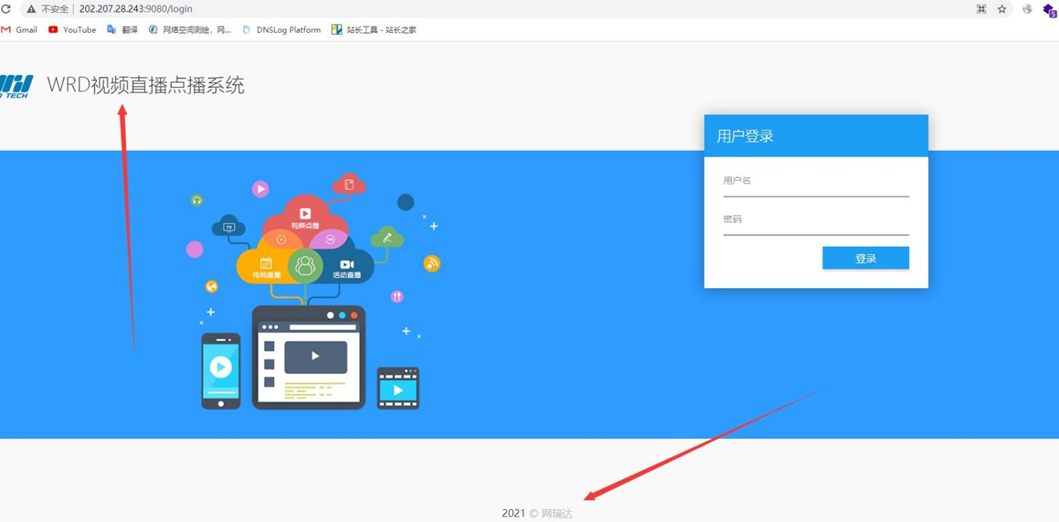 不安全 | 202.207.28.243:9080/login
Gmail YouTube 翻译 网络空间测绘，网... DNSLog Platform 站长工具 - 站长之家
TECH
WRD视频直播点播系统
用户登录
用户名
密码
登录
视频点播
TV
电视直播
活动直播
2021 © 网瑞达